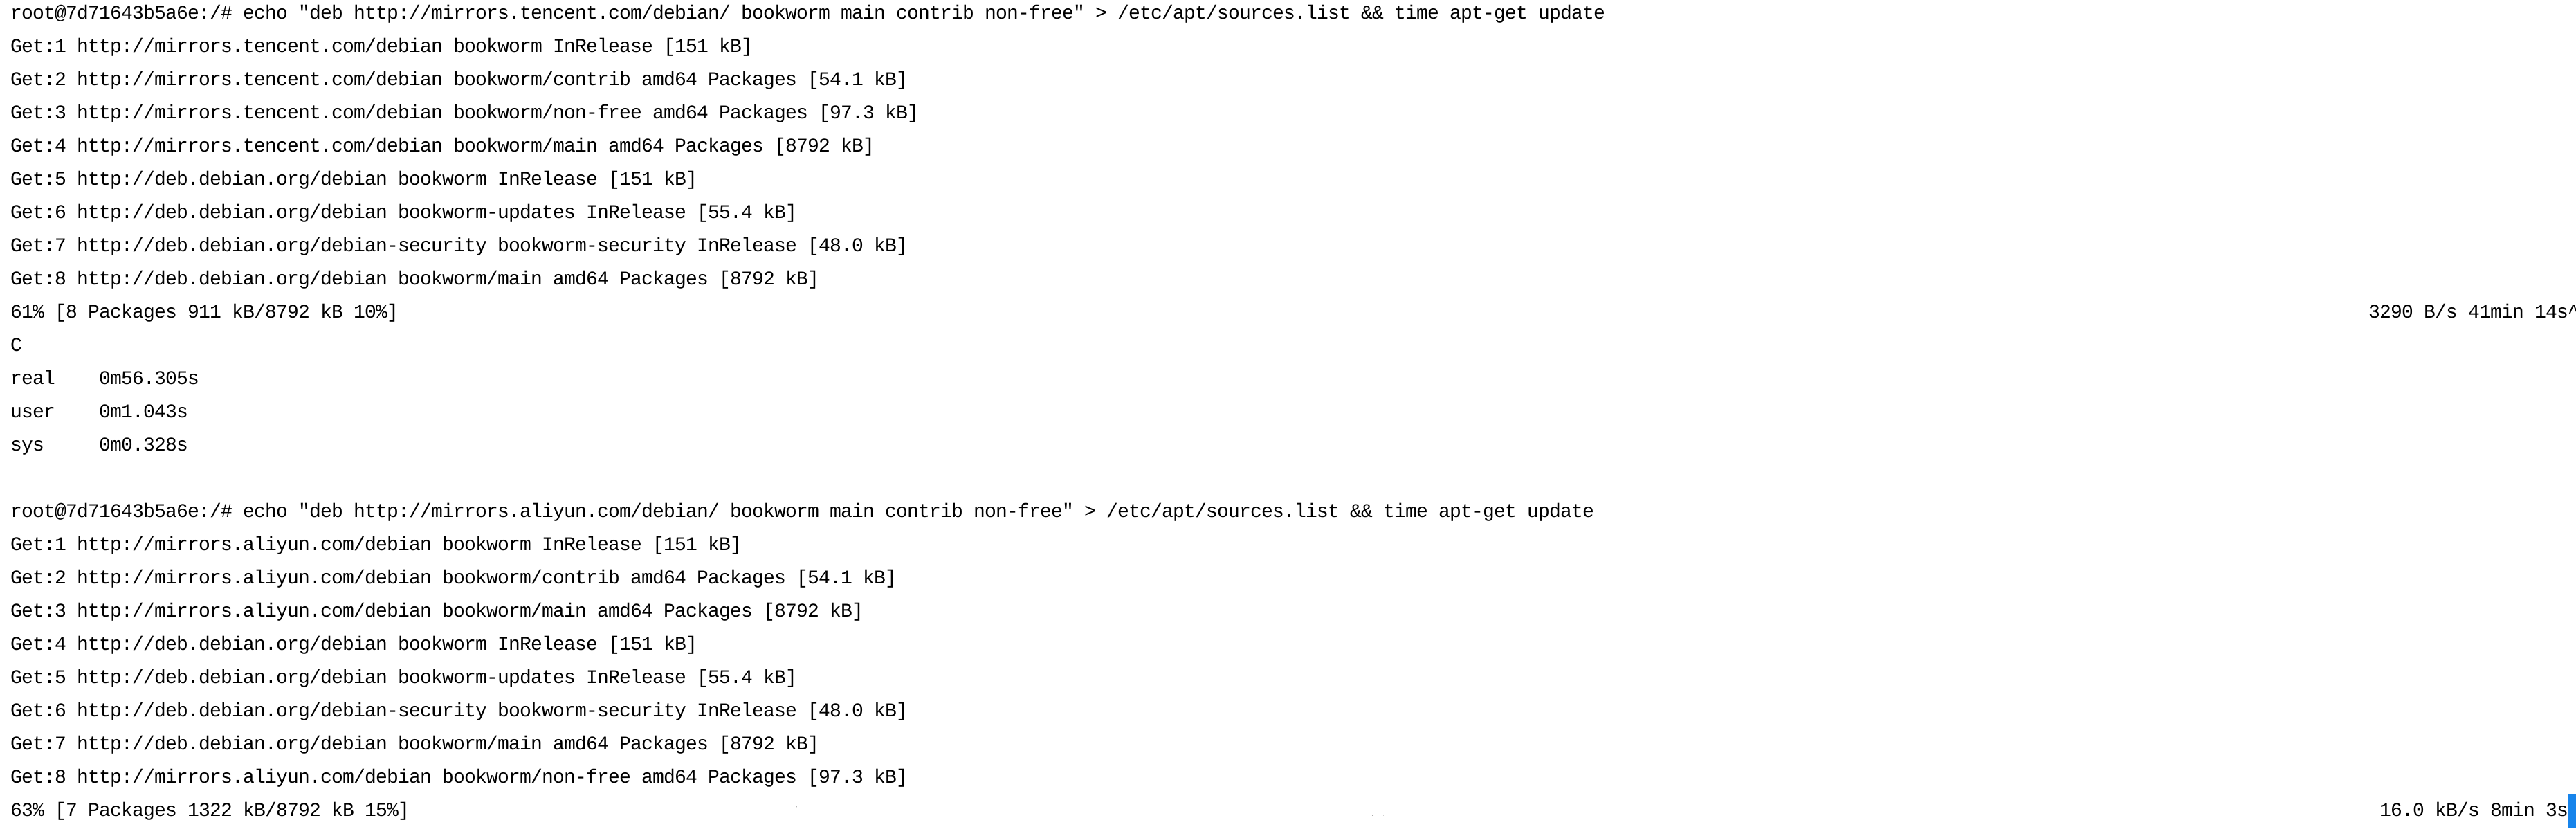 root@7d71643b5a6e:/# echo "deb http://mirrors.tencent.com/debian/ bookworm main contrib non-free" > /etc/apt/sources.list && time apt-get update
Get:1 http://mirrors.tencent.com/debian bookworm InRelease [151 kB]
Get:2 http://mirrors.tencent.com/debian bookworm/contrib amd64 Packages [54.1 kB]
Get:3 http://mirrors.tencent.com/debian bookworm/non-free amd64 Packages [97.3 kB]
Get:4 http://mirrors.tencent.com/debian bookworm/main amd64 Packages [8792 kB]
Get:5 http://deb.debian.org/debian bookworm InRelease [151 kB]
Get:6 http://deb.debian.org/debian bookworm-updates InRelease [55.4 kB]
Get:7 http://deb.debian.org/debian-security bookworm-security InRelease [48.0 kB]
Get:8 http://deb.debian.org/debian bookworm/main amd64 Packages [8792 kB]
61% [8 Packages 911 kB/8792 kB 10%] 3290 B/s 41min 14s^
C
real 0m56.305s
user 0m1.043s
sys 0m0.328s
root@7d71643b5a6e:/# echo "deb http://mirrors.aliyun.com/debian/ bookworm main contrib non-free" > /etc/apt/sources.list && time apt-get update
Get:1 http://mirrors.aliyun.com/debian bookworm InRelease [151 kB]
Get:2 http://mirrors.aliyun.com/debian bookworm/contrib amd64 Packages [54.1 kB]
Get:3 http://mirrors.aliyun.com/debian bookworm/main amd64 Packages [8792 kB]
Get:4 http://deb.debian.org/debian bookworm InRelease [151 kB]
Get:5 http://deb.debian.org/debian bookworm-updates InRelease [55.4 kB]
Get:6 http://deb.debian.org/debian-security bookworm-security InRelease [48.0 kB]
Get:7 http://deb.debian.org/debian bookworm/main amd64 Packages [8792 kB]
Get:8 http://mirrors.aliyun.com/debian bookworm/non-free amd64 Packages [97.3 kB]
63% [7 Packages 1322 kB/8792 kB 15%] 16.0 kB/s 8min 3s